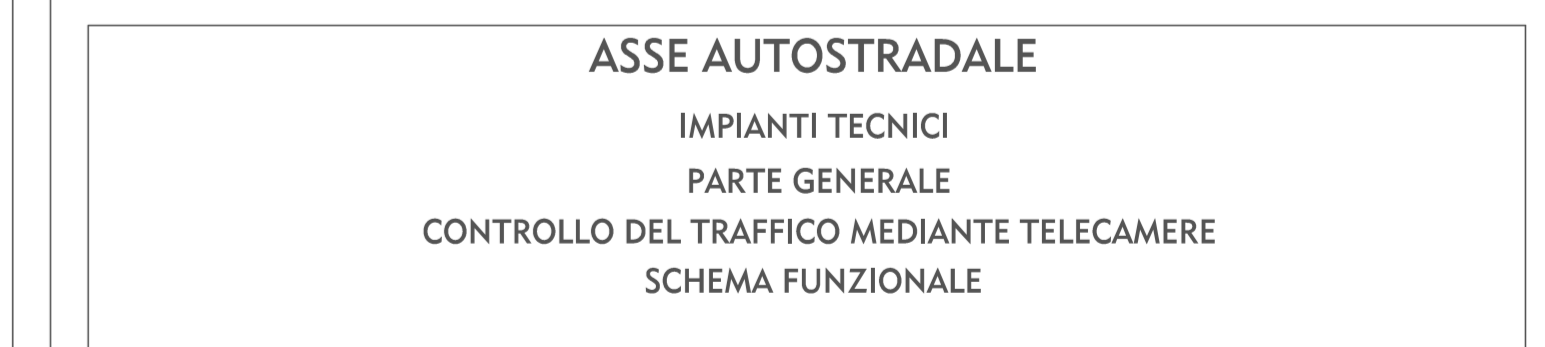 ASSE AUTOSTRADALE
IMPIANTI TECNICI
PARTE GENERALE
CONTROLLO DEL TRAFFICO MEDIANTE TELECAMERE
SCHEMA FUNZIONALE